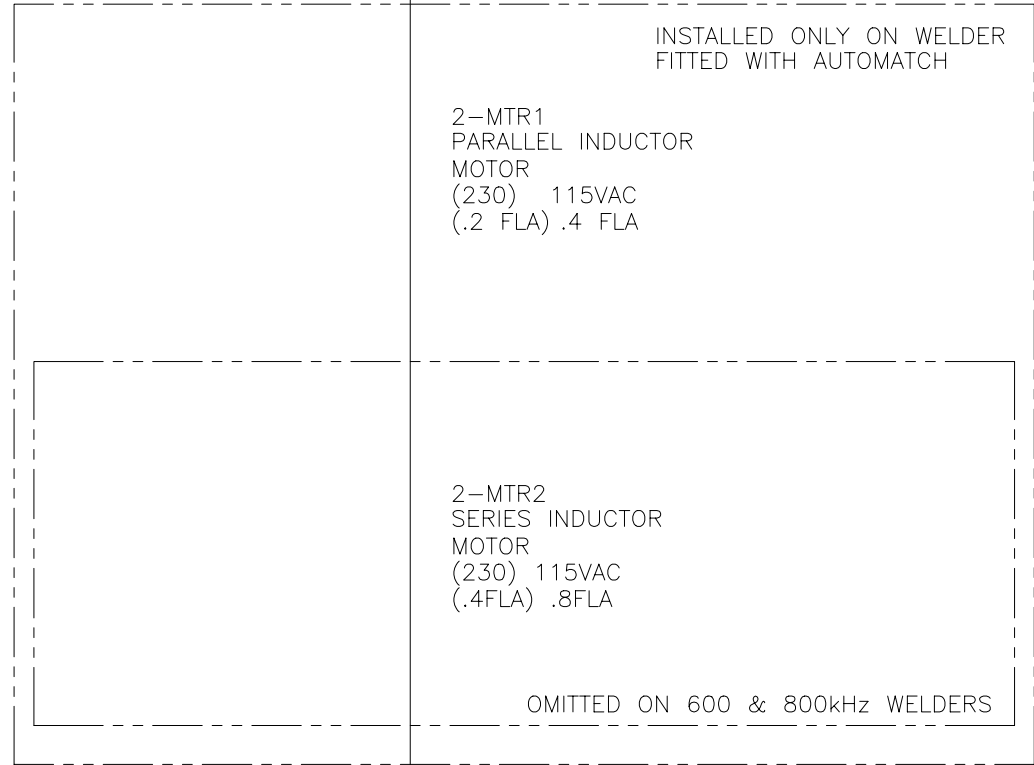 INSTALLED ONLY ON WELDER
FITTED WITH AUTOMATCH
2-MTR1
PARALLEL INDUCTOR
MOTOR
(230) 115VAC
(.2 FLA) .4 FLA
2-MTR2
SERIES INDUCTOR
MOTOR
(230) 115VAC
(.4FLA) .8FLA
OMITTED ON 600 & 800kHz WELDERS